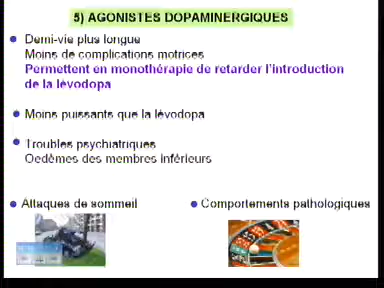 5) AGONISTES DOPAMINERGIQUES
Demi-vie plus longue
Moins de complications motrices
Permettent en monothérapie de retarder l'introduction
de la lévodopa
Moins puissants que la lévodopa
Troubles psychiatriques
Oedèmes des membres inférieurs
Attaques de sommeil
Comportements pathologiques